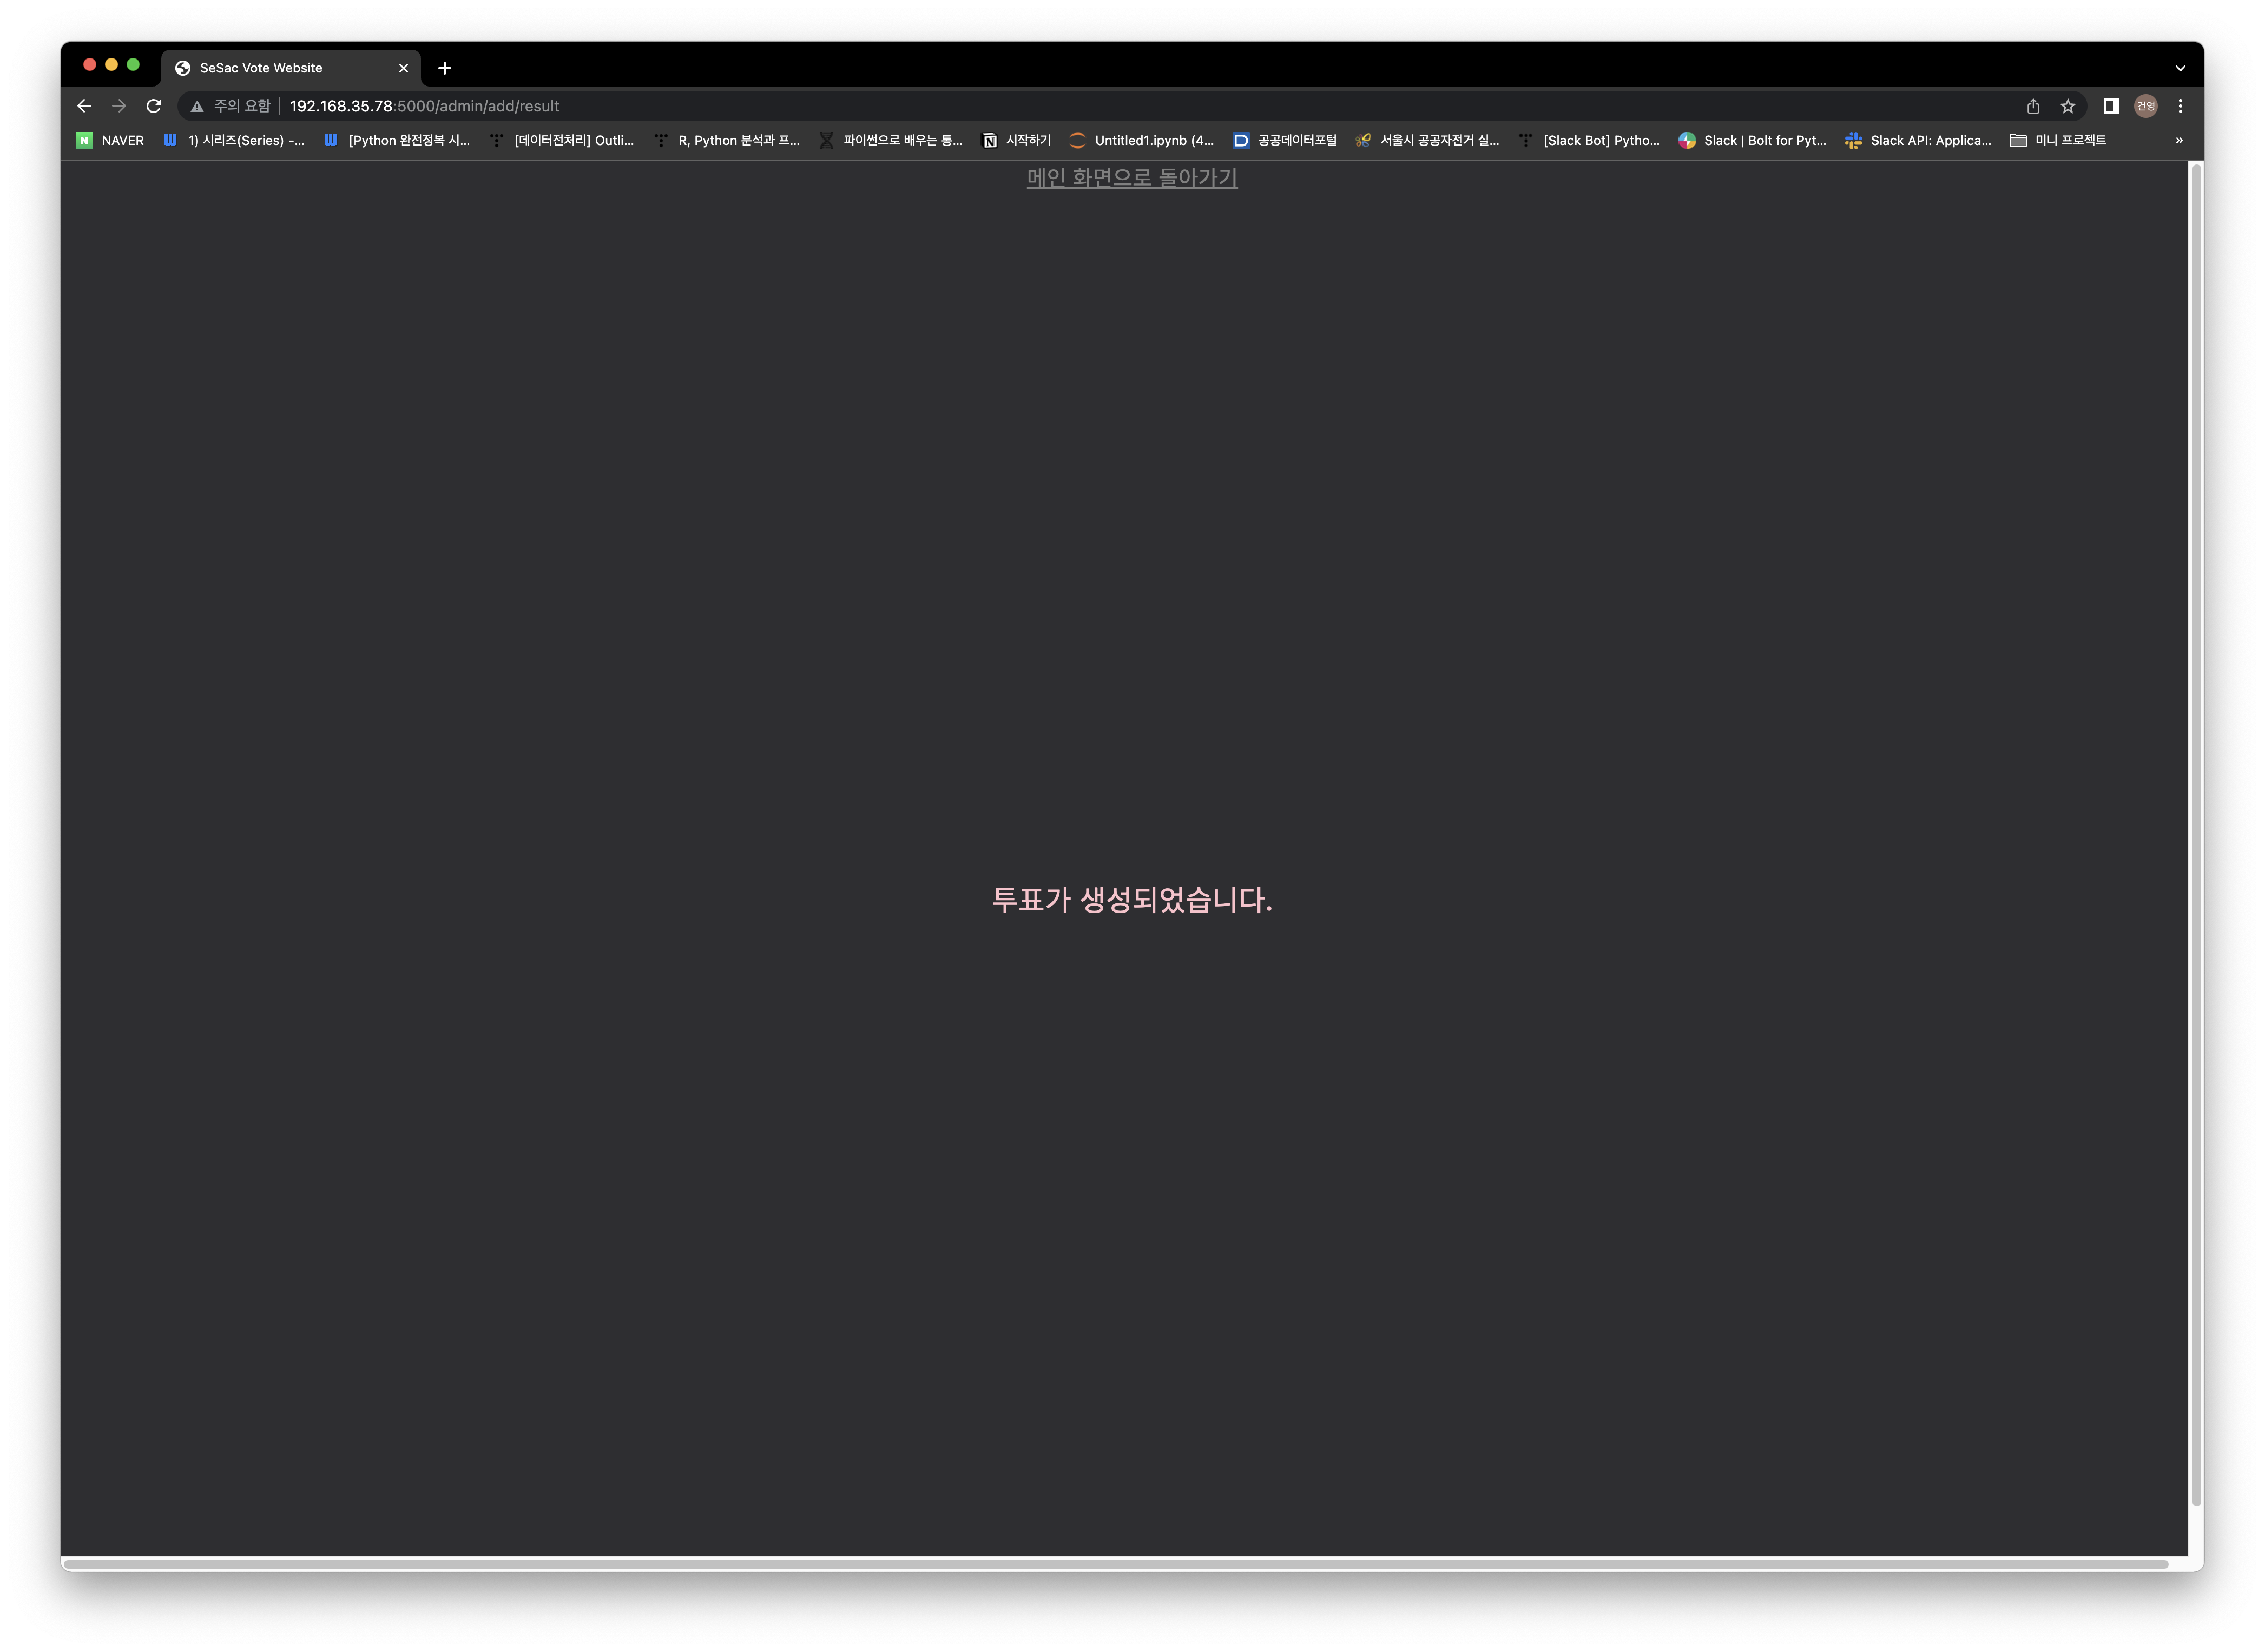 SeSac Vote Website
주의 요함 192.168.35.78:5000/admin/add/result 건영
NAVER 1) 시리즈(Series) -... [Python 완전정복 시... [데이터전처리] Outli... R, Python 분석과 프... 파이썬으로 배우는 통... 시작하기 Untitled1.ipynb (4... 공공데이터포털 서울시 공공자전거 실... [Slack Bot] Pytho... Slack | Bolt for Pyt... Slack API: Applica... 미니 프로젝트 »
메인 화면으로 돌아가기
투표가 생성되었습니다.